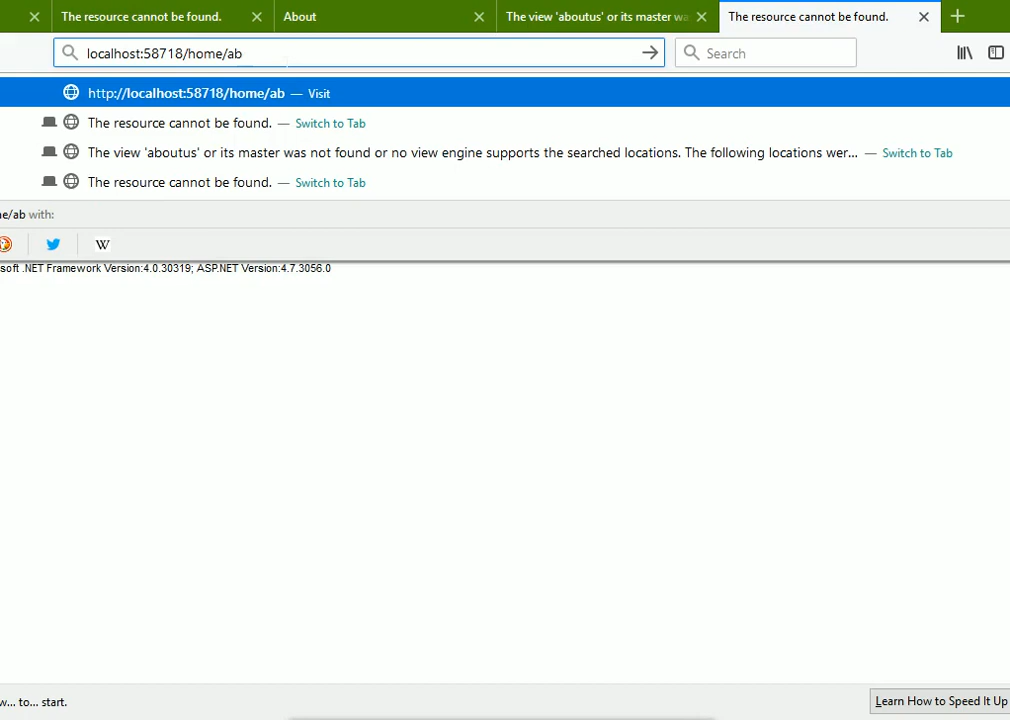 The resource cannot be found.
About
The view 'aboutus' or its master wa
The resource cannot be found.
localhost:58718/home/ab
Search
http://localhost:58718/home/ab — Visit
The resource cannot be found. — Switch to Tab
The view 'aboutus' or its master was not found or no view engine supports the searched locations. The following locations wer... — Switch to Tab
The resource cannot be found. — Switch to Tab
me/ab with:
W
soft .NET Framework Version:4.0.30319; ASP.NET Version:4.7.3056.0
w... to... start.
Learn How to Speed It Up